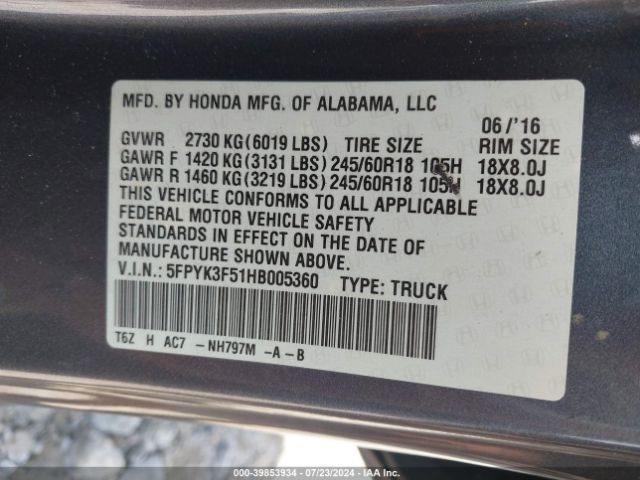 MFD. BY HONDA MFG. OF ALABAMA, LLC
06/'16
GVWR 2730 KG(6019 LBS) TIRE SIZE RIM SIZE
GAWR F 1420 KG(3131 LBS) 245/60R18 105H 18X8.0J
GAWR R 1460 KG(3219 LBS) 245/60R18 105H 18X8.0J
THIS VEHICLE CONFORMS TO ALL APPLICABLE
FEDERAL MOTOR VEHICLE SAFETY
STANDARDS IN EFFECT ON THE DATE OF
MANUFACTURE SHOWN ABOVE.
V.I.N.: 5FPYK3F51HB005360 TYPE: TRUCK
T6Z H AC7 -NH797M -A-B
000-39853934 - 07/23/2024 - IAA Inc.